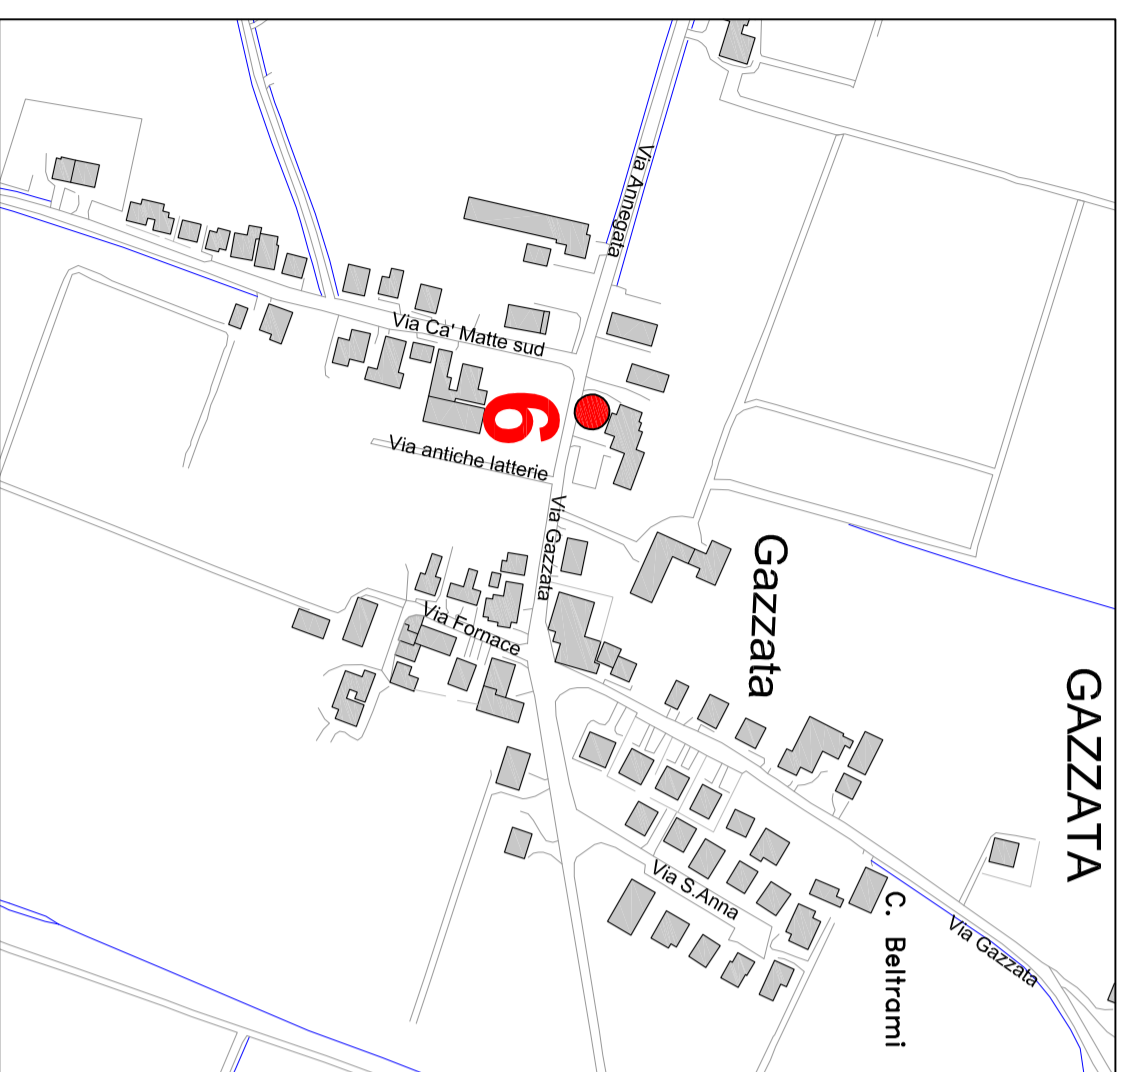 Via Annegata
Via Ca' Matte sud
6
Via antiche latterie
Via Gazzata
Gazzata
Via Fornace
GAZZATA
Via S.Anna
C. Beltrami
Via Gazzata